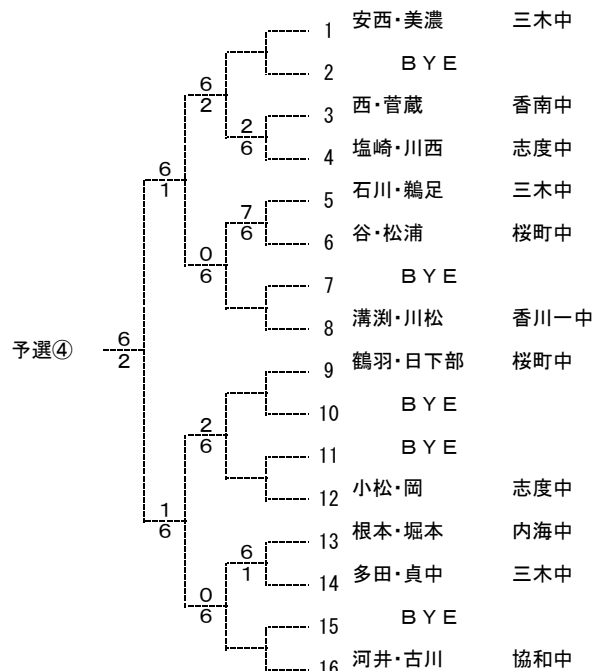 1 安西・美濃 三木中
2 ＢＹＥ
6
2
3 西・菅蔵 香南中
2
6
4 塩崎・川西 志度中
6
1
5 石川・鵜足 三木中
7
6
6 谷・松浦 桜町中
0
6
7 ＢＹＥ
8 溝渕・川松 香川一中
予選④
6
2
9 鶴羽・日下部 桜町中
10 ＢＹＥ
2
6
11 ＢＹＥ
12 小松・岡 志度中
1
6
13 根本・堀本 内海中
6
1
14 多田・貞中 三木中
0
6
15 ＢＹＥ
16 河井・古川 協和中